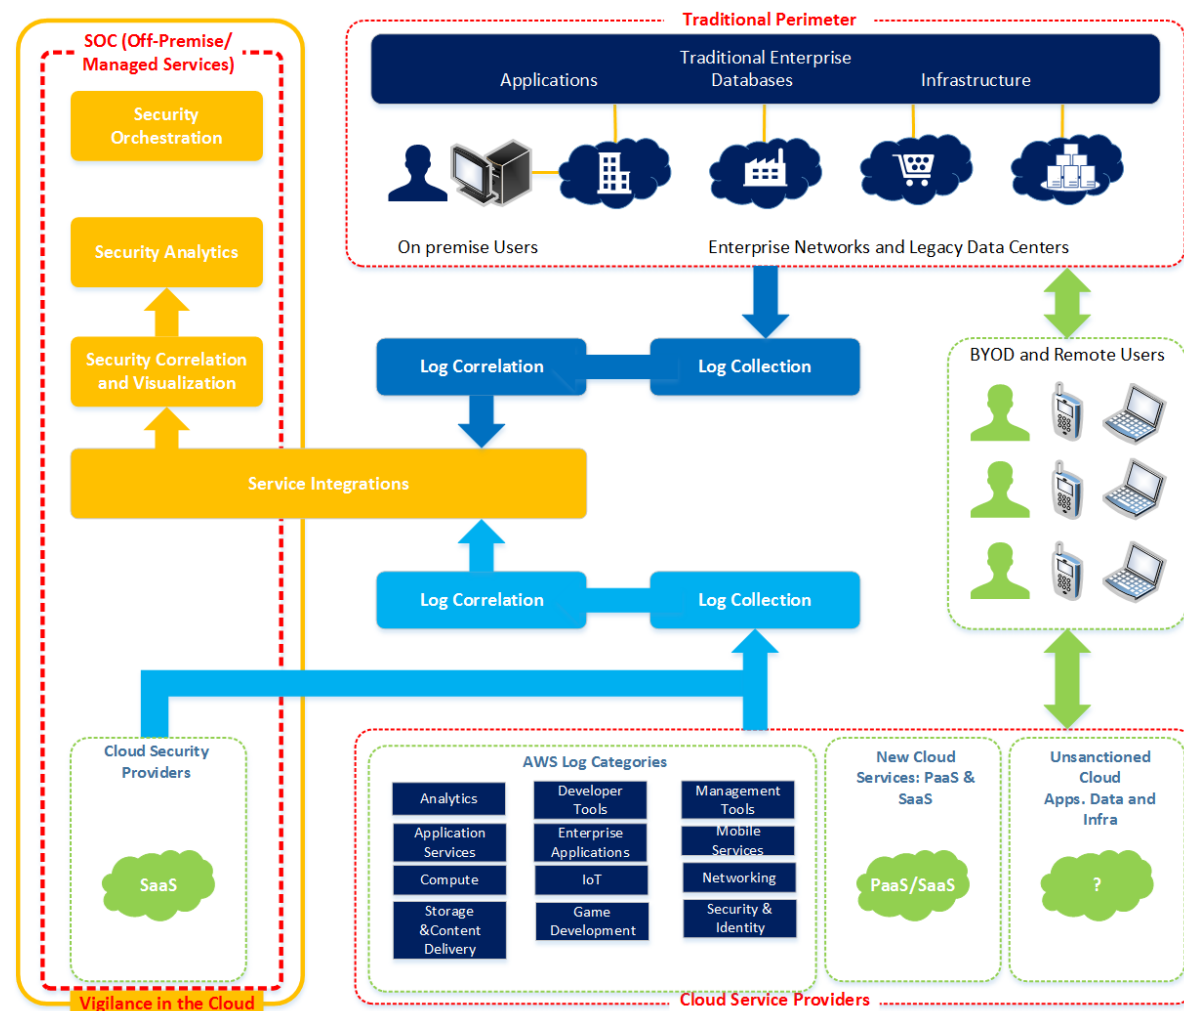 SOC (Off-Premise/
Managed Services)
Security
Orchestration
Security Analytics
Security Correlation
and Visualization
Service Integrations
Cloud Security
Providers
SaaS
Vigilance in the Cloud
Traditional Perimeter
Applications
Traditional Enterprise
Databases
Infrastructure
On premise Users
Enterprise Networks and Legacy Data Centers
Log Correlation
Log Collection
BYOD and Remote Users
Log Correlation
Log Collection
AWS Log Categories
Analytics
Developer
Tools
Management
Tools
Application
Services
Enterprise
Applications
Mobile
Services
Compute
IoT
Networking
Storage
&Content
Delivery
Game
Development
Security &
Identity
New Cloud
Services: PaaS &
SaaS
PaaS/SaaS
Unsanctioned
Cloud
Apps. Data and
Infra
?
Cloud Service Providers